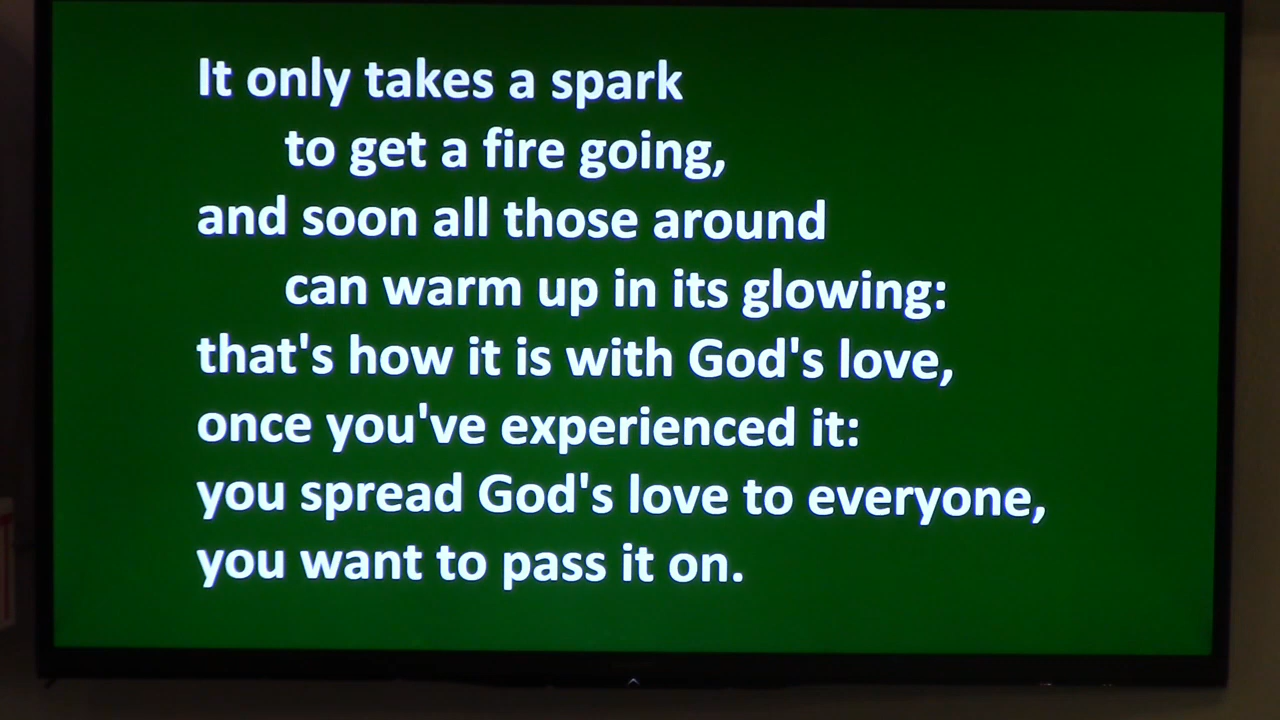 It only takes a spark
to get a fire going,
and soon all those around
can warm up in its glowing:
that's how it is with God's love,
once you've experienced it:
you spread God's love to everyone,
you want to pass it on.